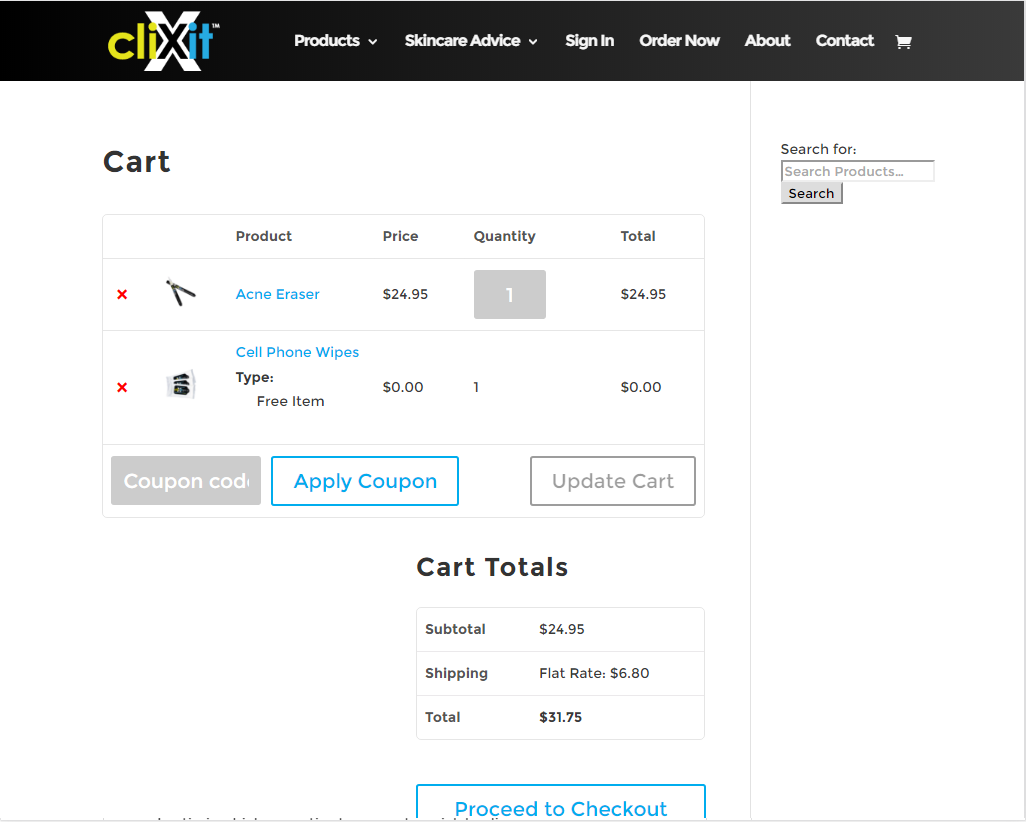 cliXit™
Products Skincare Advice Sign In Order Now About Contact
Cart
Search for:
Search Products...
Search
Product Price Quantity Total
× Acne Eraser $24.95 1 $24.95
Cell Phone Wipes
Type:
× $0.00 1 $0.00
Free Item
Coupon code Apply Coupon Update Cart
Cart Totals
Subtotal $24.95
Shipping Flat Rate: $6.80
Total $31.75
Proceed to Checkout